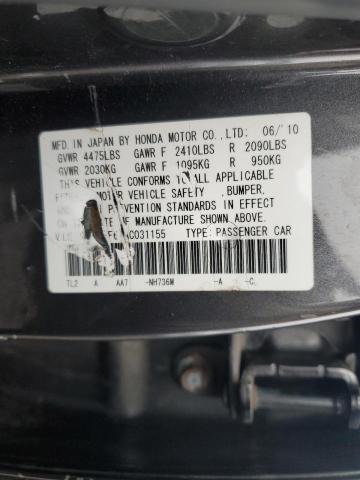 MFD. IN JAPAN BY HONDA MOTOR CO., LTD: 06/'10
GVWR 4475LBS GAWR F 2410LBS R 2090LBS
GVWR 2030KG GAWR F 1095KG R 950KG
THIS VEHICLE CONFORMS TO ALL APPLICABLE
MOTOR VEHICLE SAFETY, BUMPER,
PREVENTION STANDARDS IN EFFECT
DATE OF MANUFACTURE SHOWN ABOVE
C031155 TYPE: PASSENGER CAR
TL2 A AA7 -NH736M -A -C.